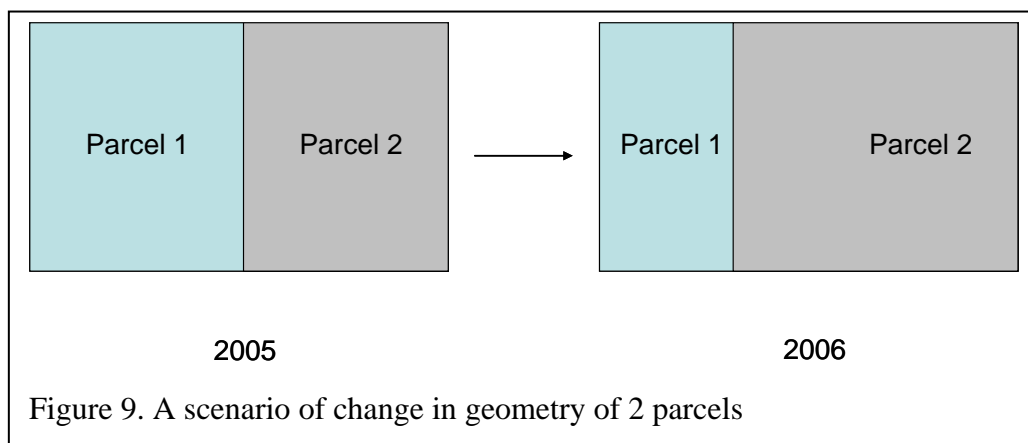 Parcel 1 Parcel 2 Parcel 1 Parcel 2
2005 2006
Figure 9. A scenario of change in geometry of 2 parcels